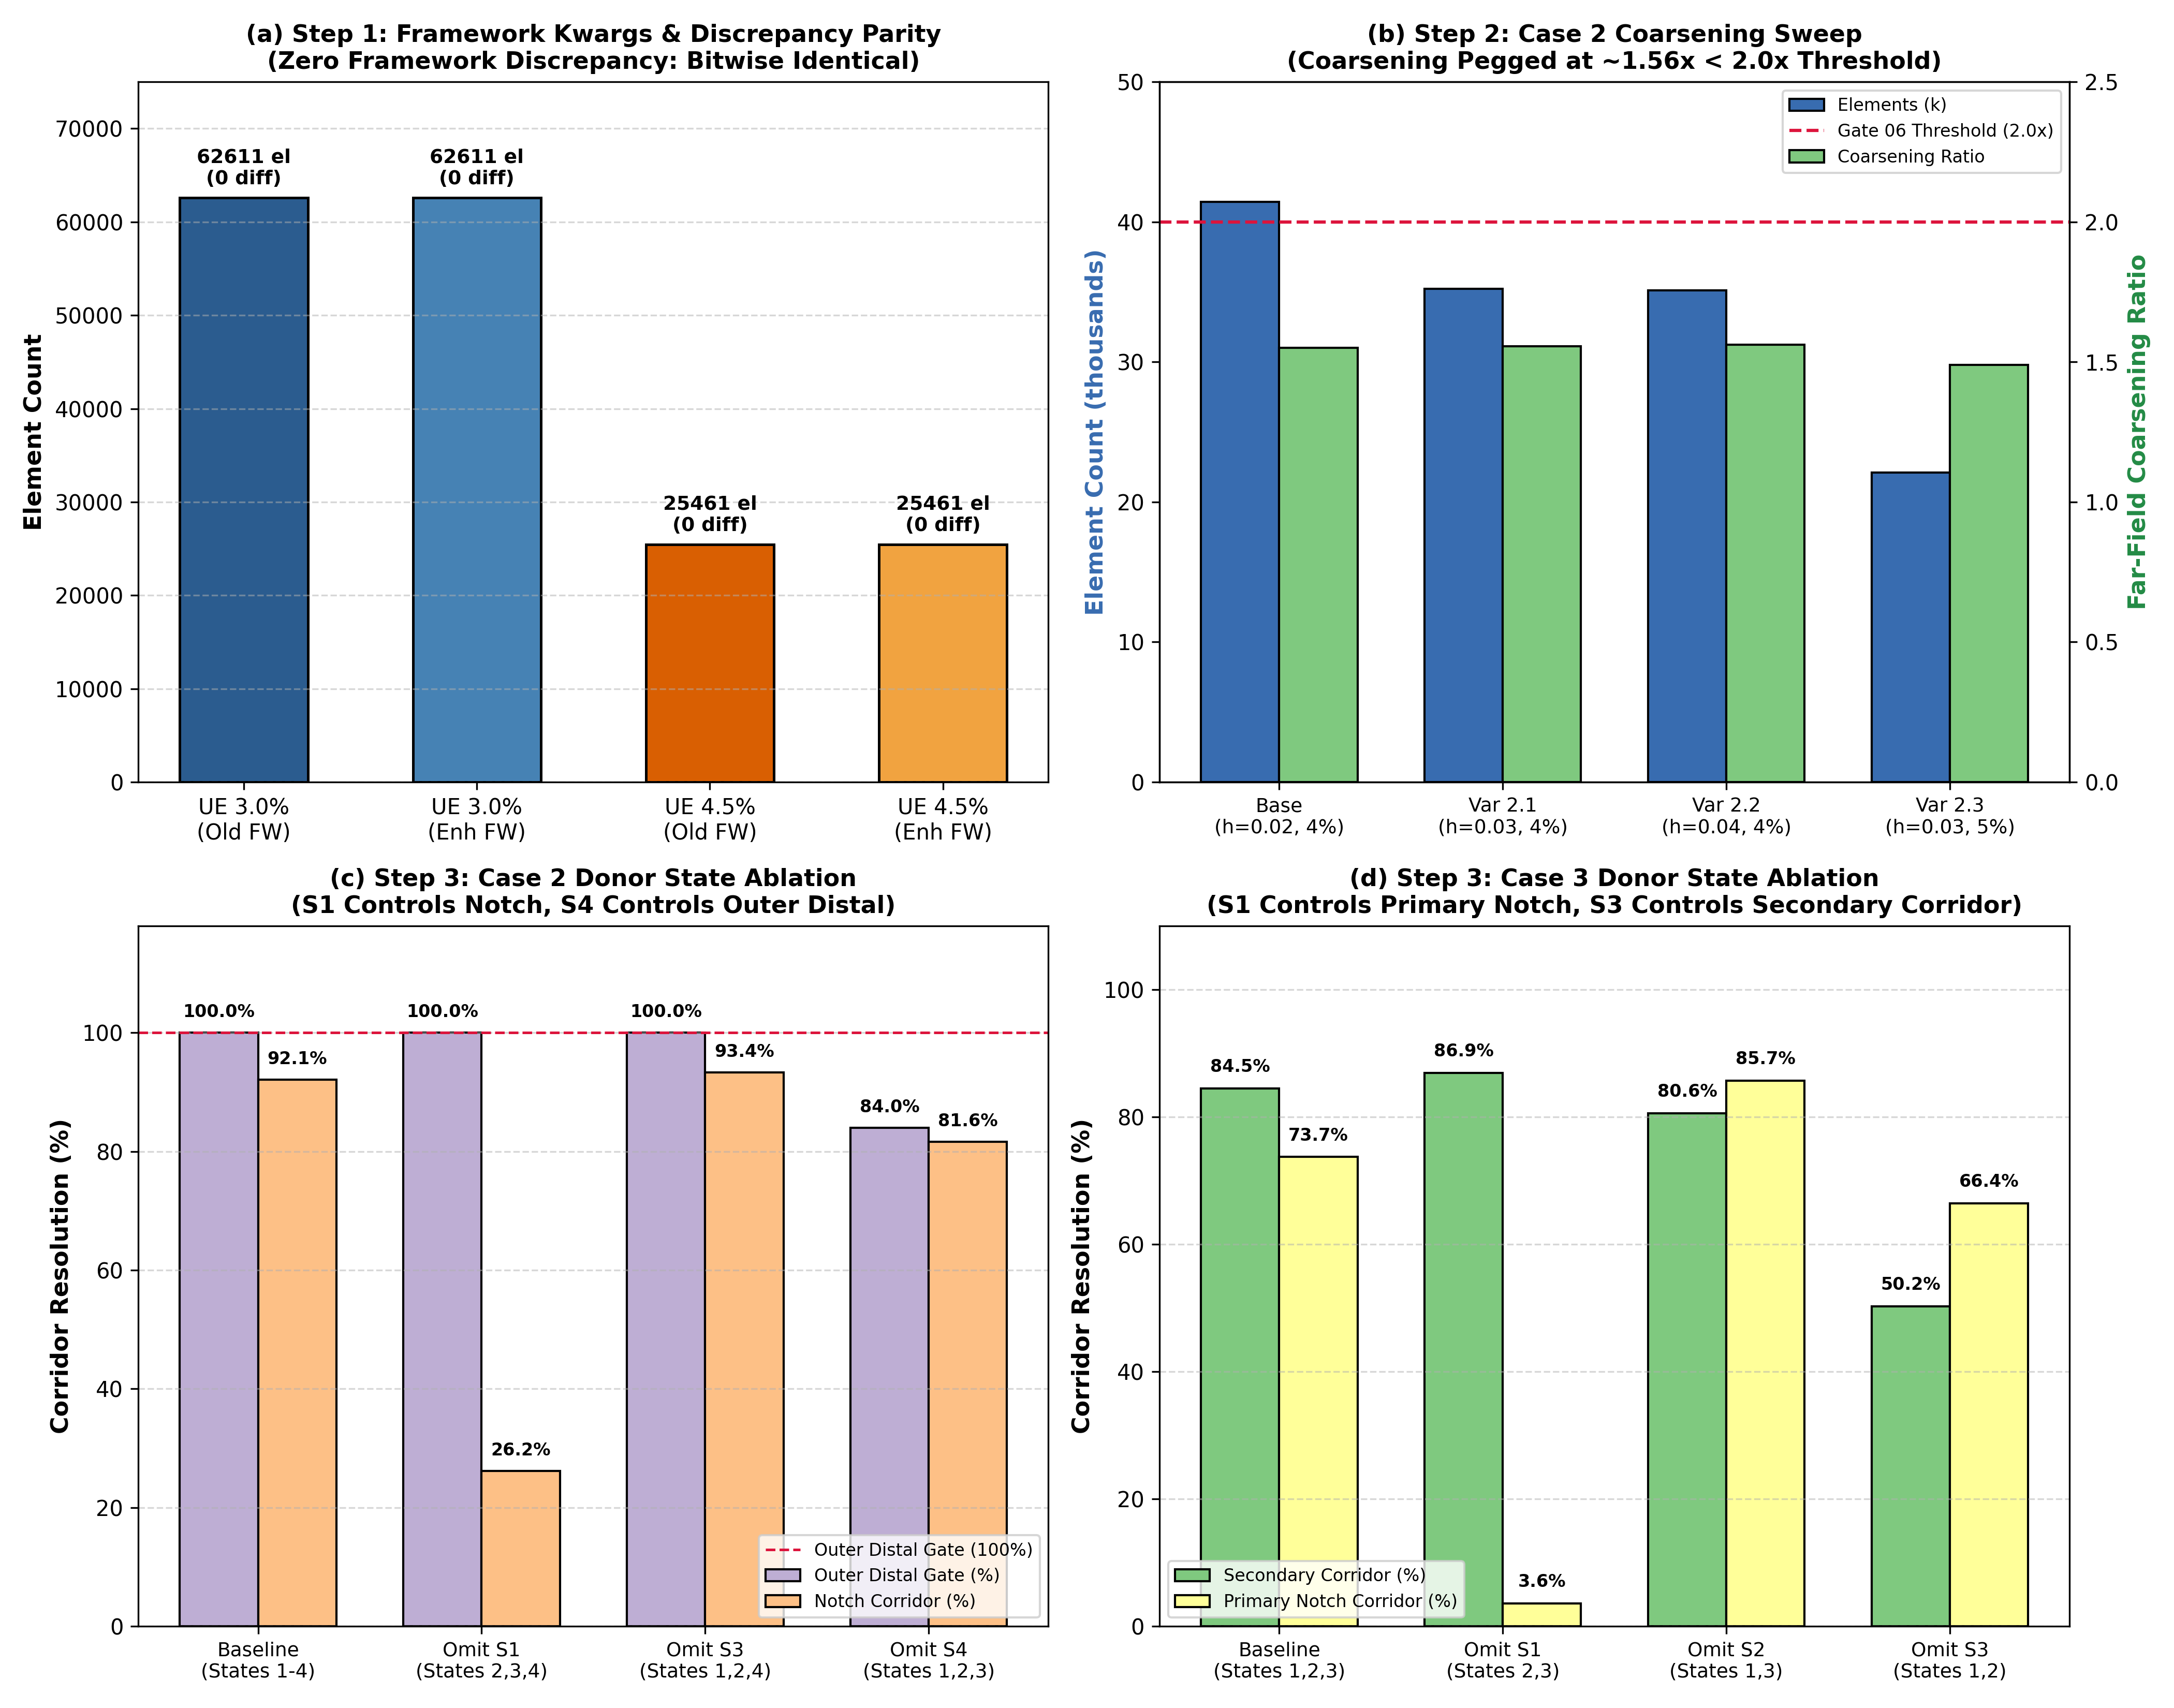 (a) Step 1: Framework Kwargs & Discrepancy Parity
(Zero Framework Discrepancy: Bitwise Identical)
Element Count
70000
60000
50000
40000
30000
20000
10000
0
62611 el
(0 diff)
62611 el
(0 diff)
25461 el
(0 diff)
25461 el
(0 diff)
UE 3.0%
(Old FW)
UE 3.0%
(Enh FW)
UE 4.5%
(Old FW)
UE 4.5%
(Enh FW)
(b) Step 2: Case 2 Coarsening Sweep
(Coarsening Pegged at ~1.56x < 2.0x Threshold)
Element Count (thousands)
50
40
30
20
10
0
Elements (k)
Gate 06 Threshold (2.0x)
Coarsening Ratio
2.5
2.0
1.5
1.0
0.5
0.0
Far-Field Coarsening Ratio
Base
(h=0.02, 4%)
Var 2.1
(h=0.03, 4%)
Var 2.2
(h=0.04, 4%)
Var 2.3
(h=0.03, 5%)
(c) Step 3: Case 2 Donor State Ablation
(S1 Controls Notch, S4 Controls Outer Distal)
Corridor Resolution (%)
100
80
60
40
20
0
100.0%
92.1%
100.0%
26.2%
100.0%
93.4%
84.0%
81.6%
Outer Distal Gate (100%)
Outer Distal Gate (%)
Notch Corridor (%)
Baseline
(States 1-4)
Omit S1
(States 2,3,4)
Omit S3
(States 1,2,4)
Omit S4
(States 1,2,3)
(d) Step 3: Case 3 Donor State Ablation
(S1 Controls Primary Notch, S3 Controls Secondary Corridor)
Corridor Resolution (%)
100
80
60
40
20
0
84.5%
73.7%
86.9%
3.6%
80.6%
85.7%
50.2%
66.4%
Secondary Corridor (%)
Primary Notch Corridor (%)
Baseline
(States 1,2,3)
Omit S1
(States 2,3)
Omit S2
(States 1,3)
Omit S3
(States 1,2)